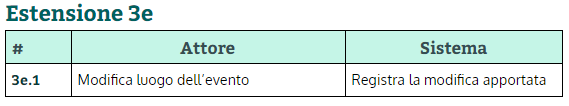 Estensione 3e
# Attore Sistema
3e.1 Modifica luogo dell'evento Registra la modifica apportata